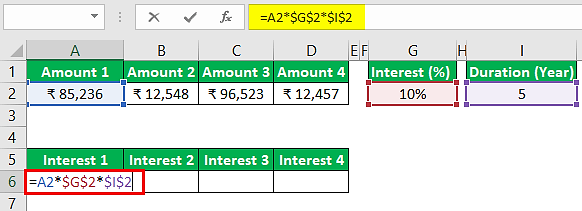 fx =A2*$G$2*$I$2
A B C D E F G H I
1 Amount 1 Amount 2 Amount 3 Amount 4 Interest (%) Duration (Year)
2 ₹ 85,236 ₹ 12,548 ₹ 96,523 ₹ 12,457 10% 5
3
4
5 Interest 1 Interest 2 Interest 3 Interest 4
6 =A2*$G$2*$I$2
7